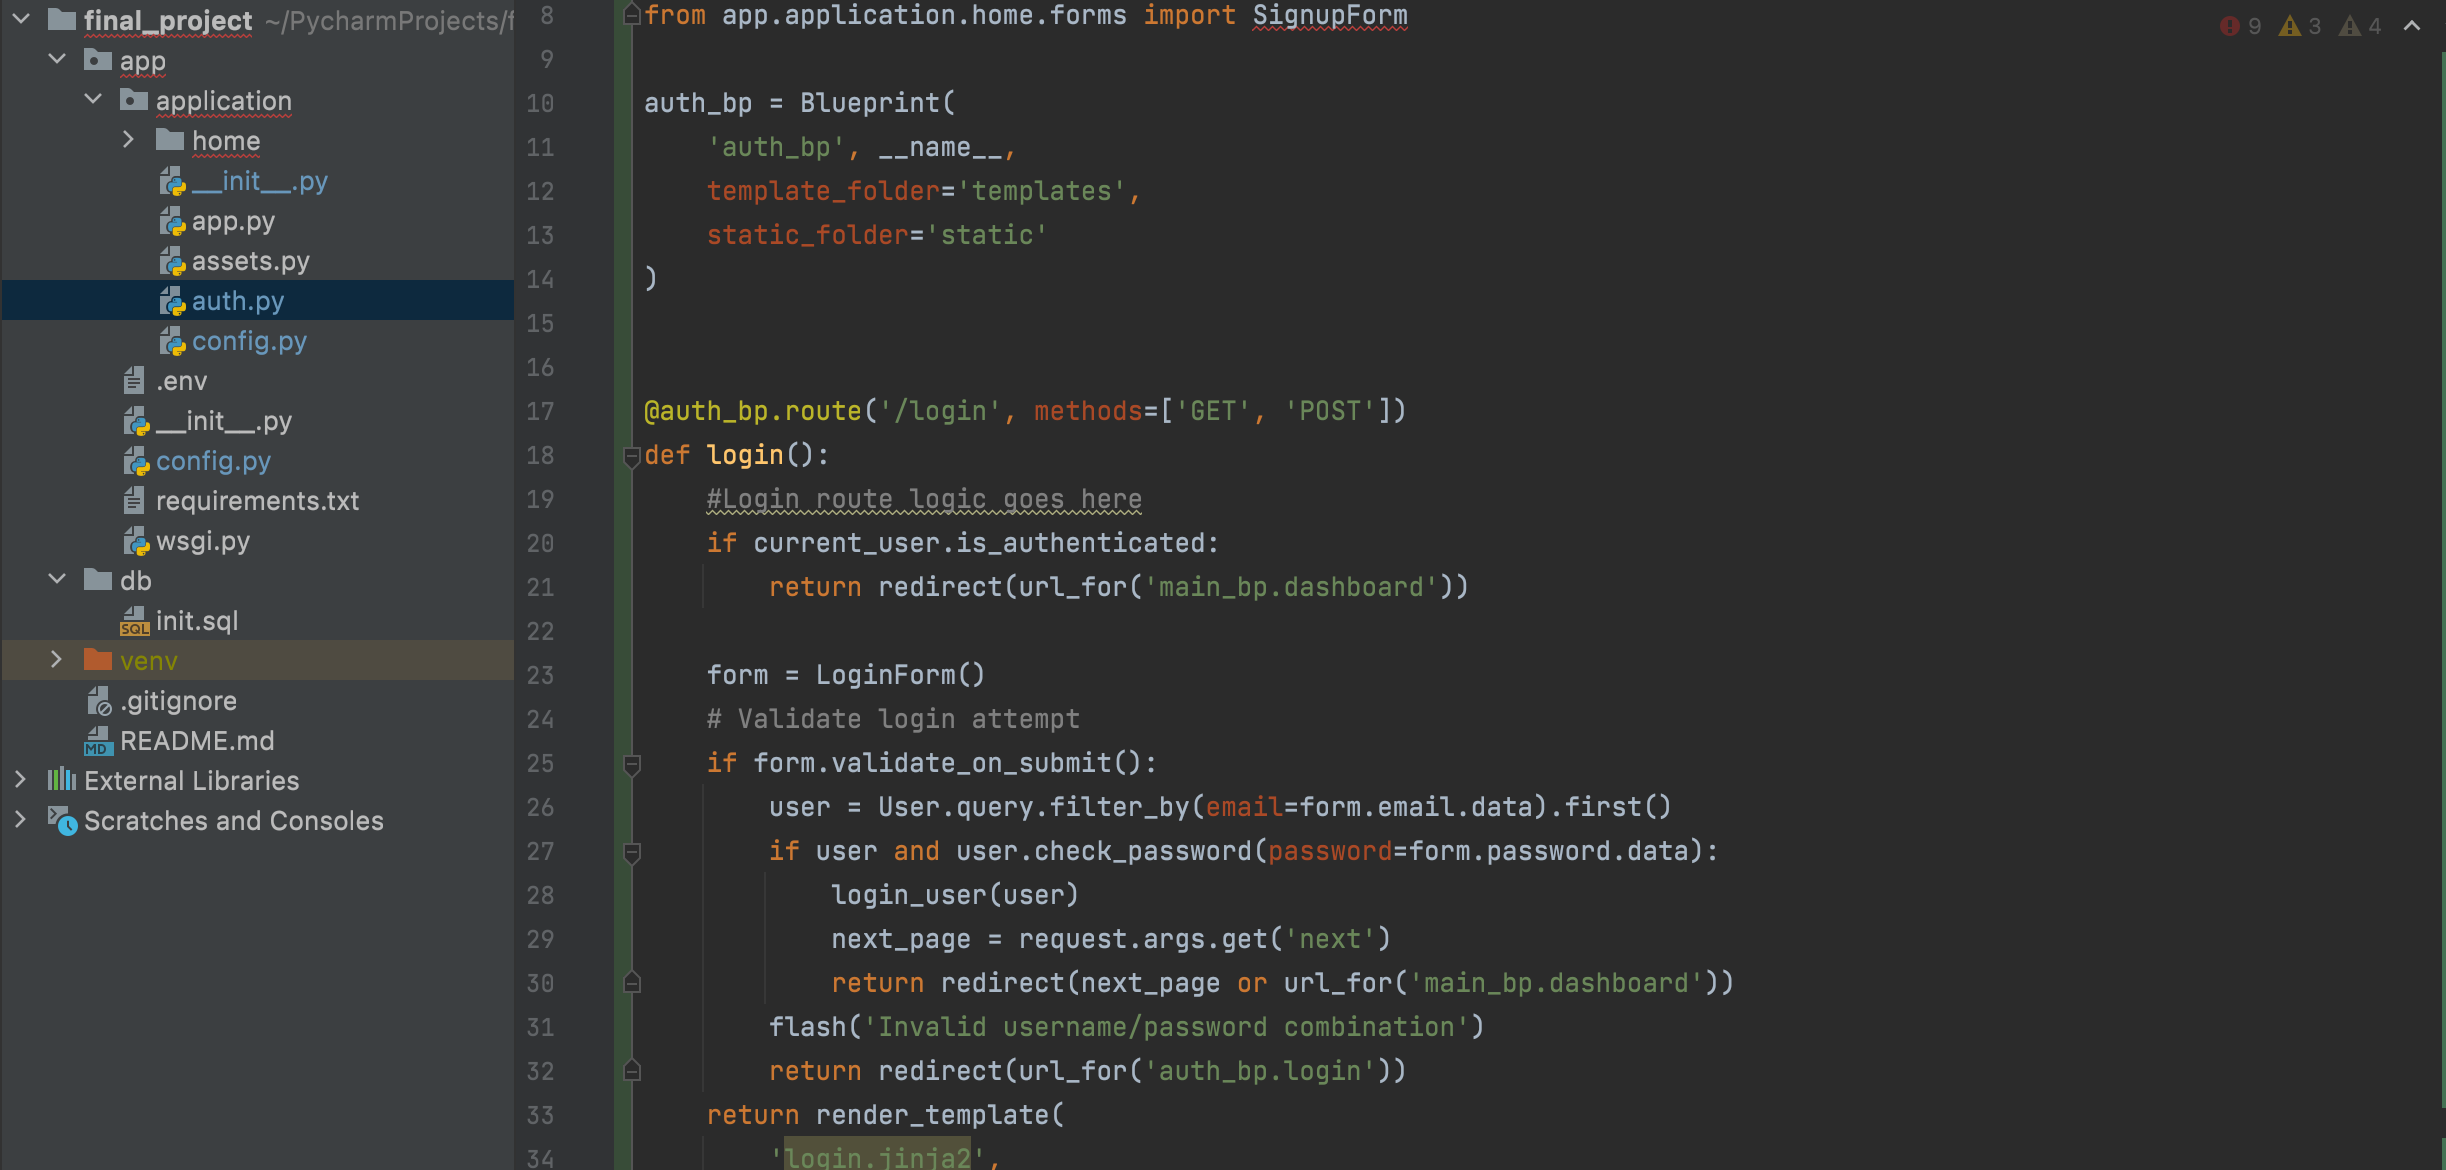 final_project ~/PycharmProjects/f
app
application
home
__init__.py
app.py
assets.py
auth.py
config.py
.env
__init__.py
config.py
requirements.txt
wsgi.py
db
SQL init.sql
venv
.gitignore
MD README.md
External Libraries
Scratches and Consoles
9 3 4
8 from app.application.home.forms import SignupForm
9
10 auth_bp = Blueprint(
11 'auth_bp', __name__,
12 template_folder='templates',
13 static_folder='static'
14 )
15
16
17 @auth_bp.route('/login', methods=['GET', 'POST'])
18 def login():
19 #Login route logic goes here
20 if current_user.is_authenticated:
21 return redirect(url_for('main_bp.dashboard'))
22
23 form = LoginForm()
24 # Validate login attempt
25 if form.validate_on_submit():
26 user = User.query.filter_by(email=form.email.data).first()
27 if user and user.check_password(password=form.password.data):
28 login_user(user)
29 next_page = request.args.get('next')
30 return redirect(next_page or url_for('main_bp.dashboard'))
31 flash('Invalid username/password combination')
32 return redirect(url_for('auth_bp.login'))
33 return render_template(
34 'login.jinja2',